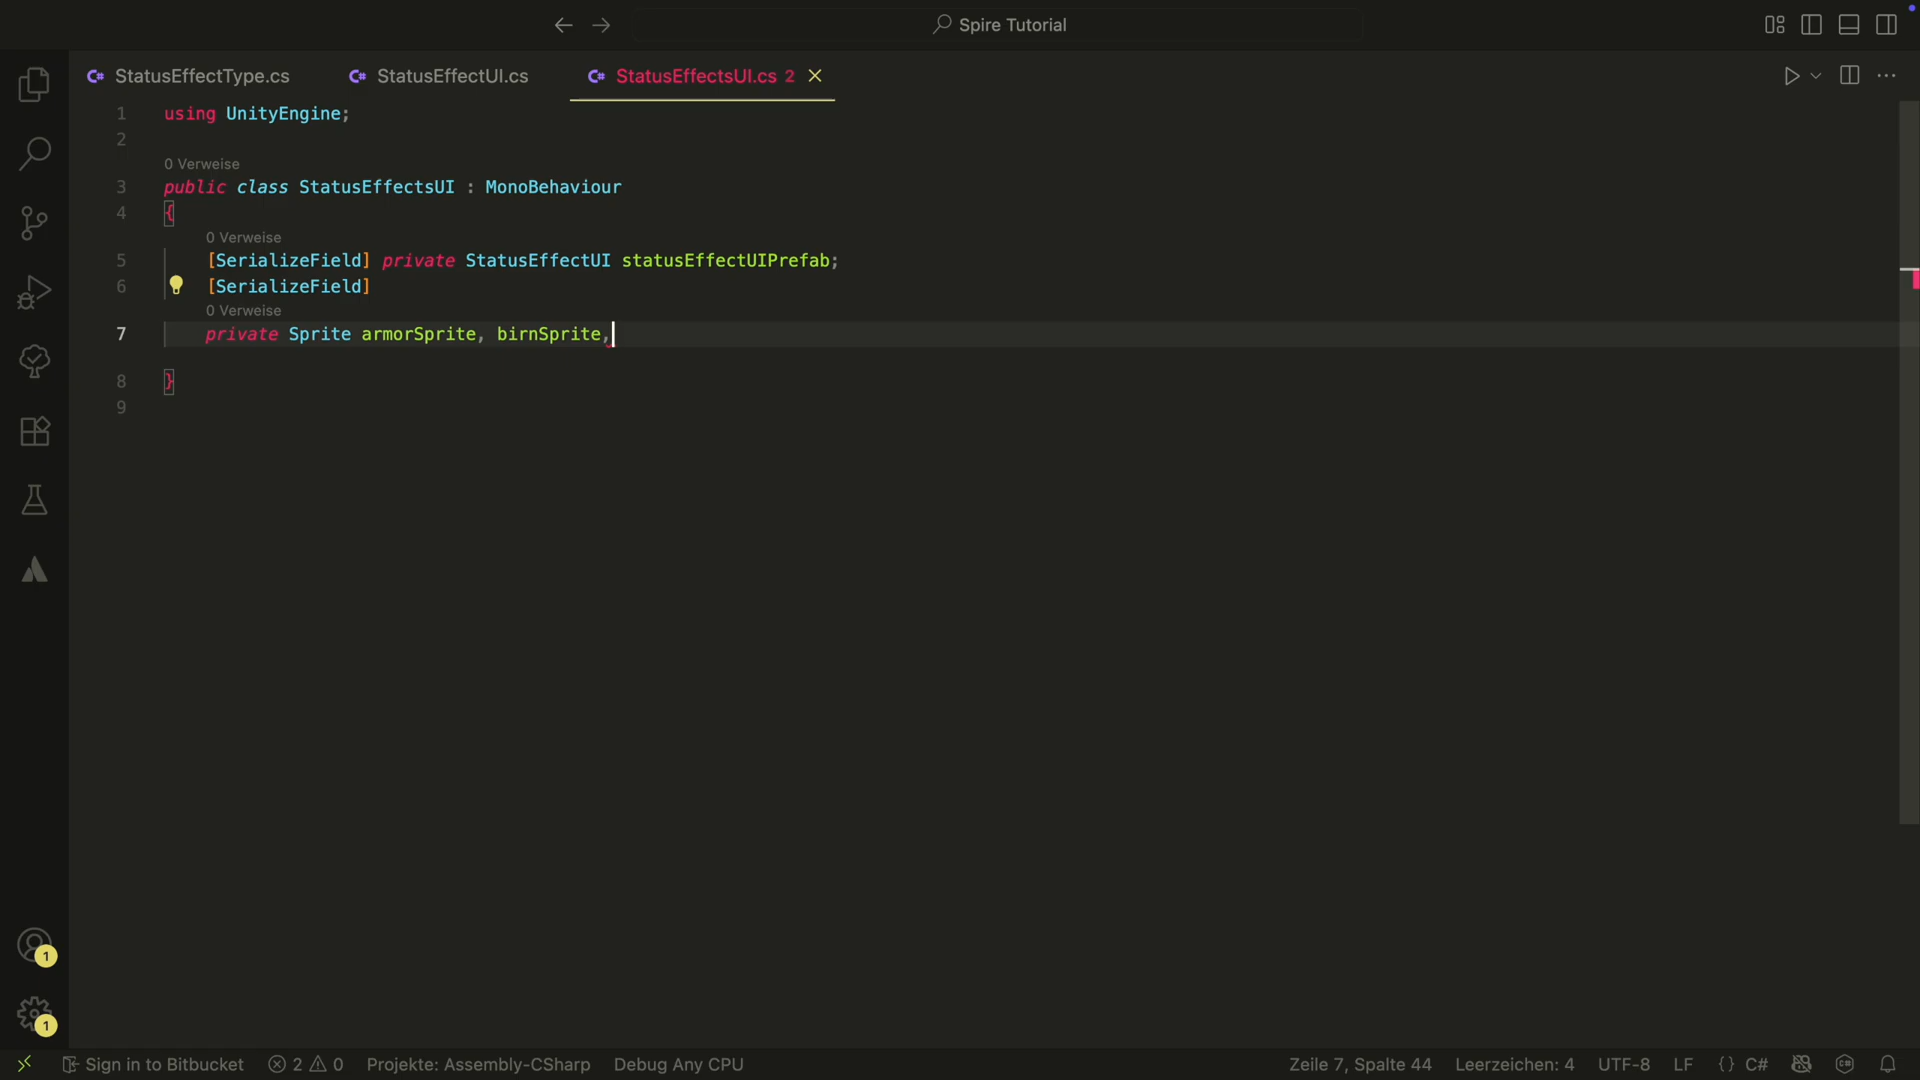 Spire Tutorial
StatusEffectType.cs StatusEffectUI.cs StatusEffectsUI.cs 2
1 using UnityEngine;
2
0 Verweise
3 public class StatusEffectsUI : MonoBehaviour
4 {
0 Verweise
5 [SerializeField] private StatusEffectUI statusEffectUIPrefab;
6 [SerializeField]
0 Verweise
7 private Sprite armorSprite, birnSprite,
8 }
9
1
1
Sign in to Bitbucket 2 0 Projekte: Assembly-CSharp Debug Any CPU Zeile 7, Spalte 44 Leerzeichen: 4 UTF-8 LF {} C#